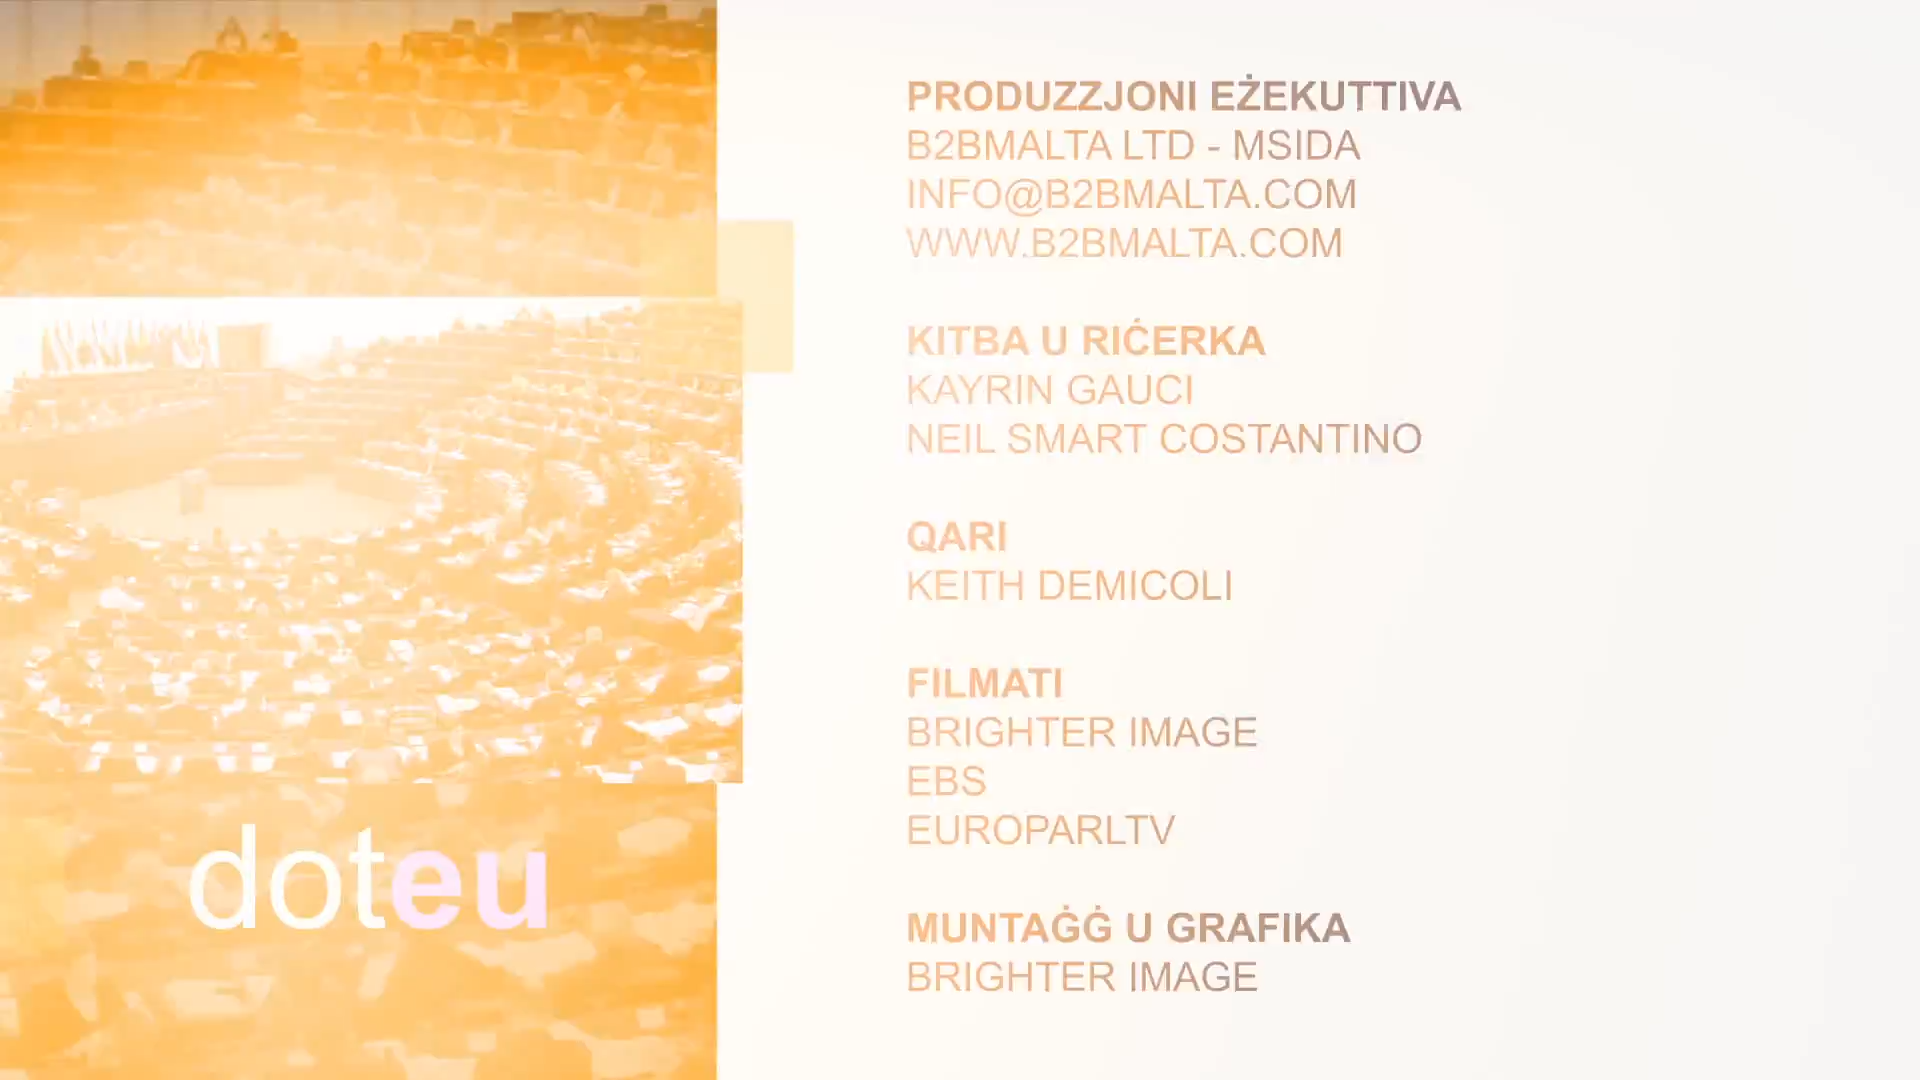 PRODUZZJONI EŻEKUTTIVA
B2BMALTA LTD - MSIDA
INFO@B2BMALTA.COM
WWW.B2BMALTA.COM
KITBA U RIĊERKA
KAYRIN GAUCI
NEIL SMART COSTANTINO
QARI
KEITH DEMICOLI
FILMATI
BRIGHTER IMAGE
EBS
EUROPARLTV
MUNTAĠĠ U GRAFIKA
BRIGHTER IMAGE
doteu